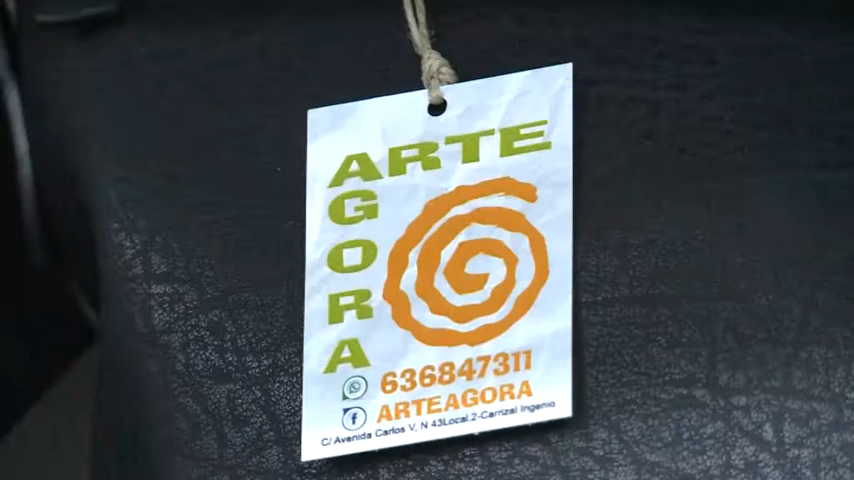 ARTE
AGORA
636847311
ARTEAGORA
C/ Avenida Carlos V, N 43Local.2-Carrizal Ingenio